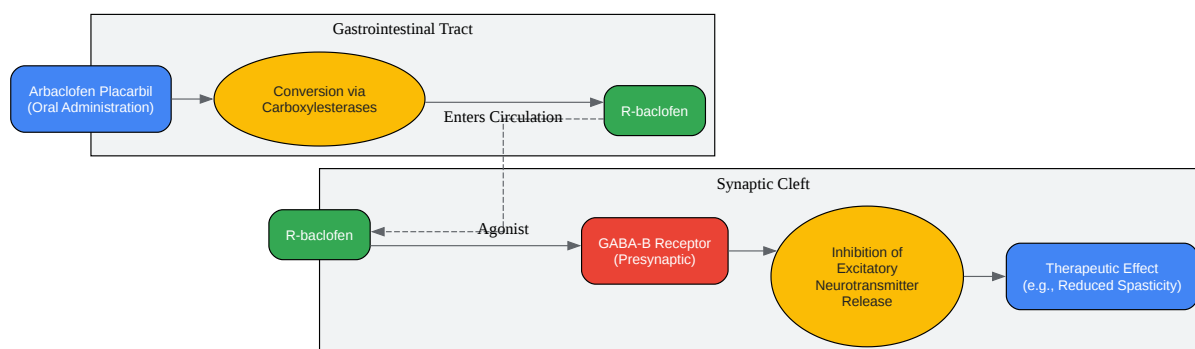 Gastrointestinal Tract
Arbaclofen Placarbil
(Oral Administration)
Conversion via
Carboxylesterases
R-baclofen
Enters Circulation
Synaptic Cleft
R-baclofen
Agonist
GABA-B Receptor
(Presynaptic)
Inhibition of
Excitatory
Neurotransmitter
Release
Therapeutic Effect
(e.g., Reduced Spasticity)